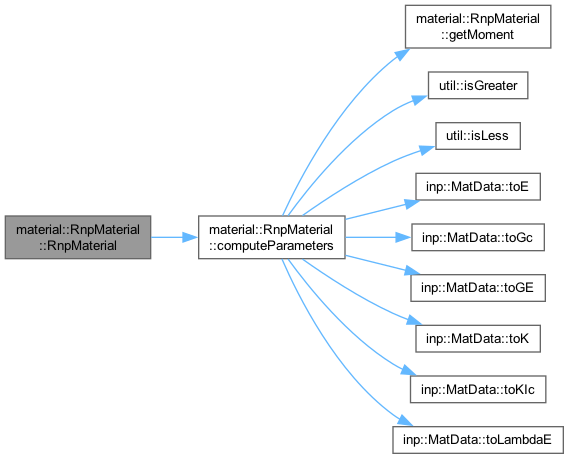 material::RnpMaterial
::RnpMaterial
material::RnpMaterial
::computeParameters
material::RnpMaterial
::getMoment
util::isGreater
util::isLess
inp::MatData::toE
inp::MatData::toGc
inp::MatData::toGE
inp::MatData::toK
inp::MatData::toKIc
inp::MatData::toLambdaE